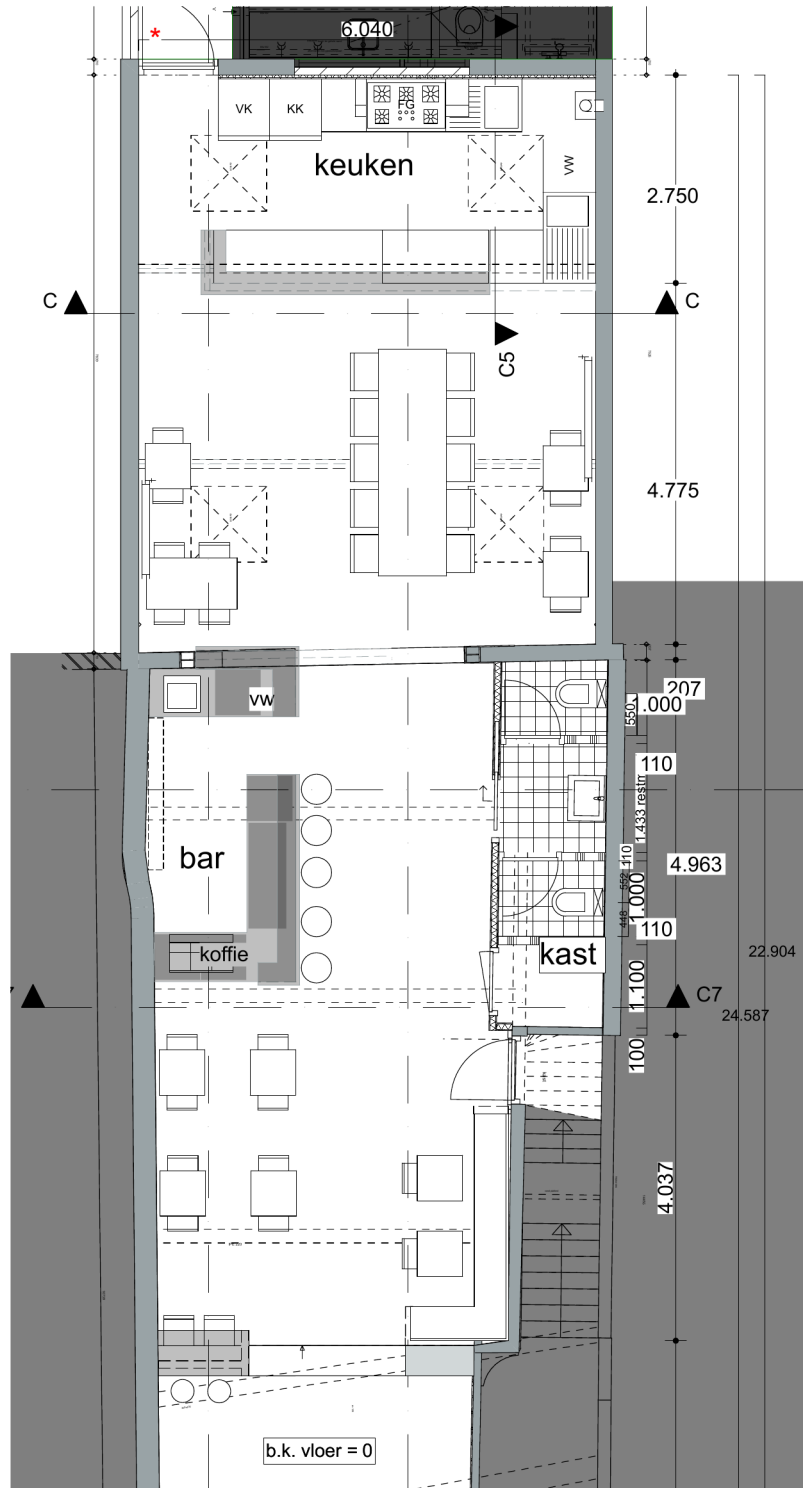 6.040
*
VK
KK
FG
keuken
VW
2.750
C
C
C5
4.775
vw
207
1.000
550
110
1.433 restm
bar
110
4.963
552
1.000
448
110
koffie
kast
22.904
1.100
C7
24.587
100
4.037
b.k. vloer = 0